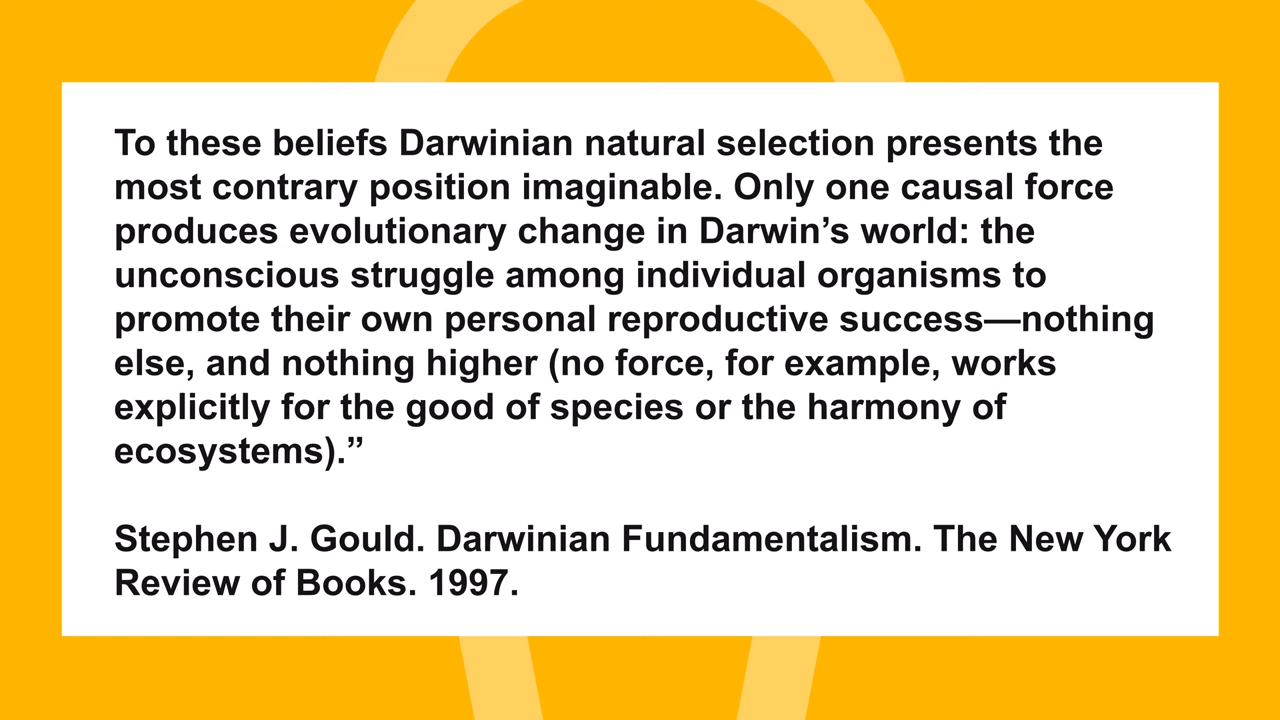 To these beliefs Darwinian natural selection presents the
most contrary position imaginable. Only one causal force
produces evolutionary change in Darwin’s world: the
unconscious struggle among individual organisms to
promote their own personal reproductive success—nothing
else, and nothing higher (no force, for example, works
explicitly for the good of species or the harmony of
ecosystems).”
Stephen J. Gould. Darwinian Fundamentalism. The New York
Review of Books. 1997.